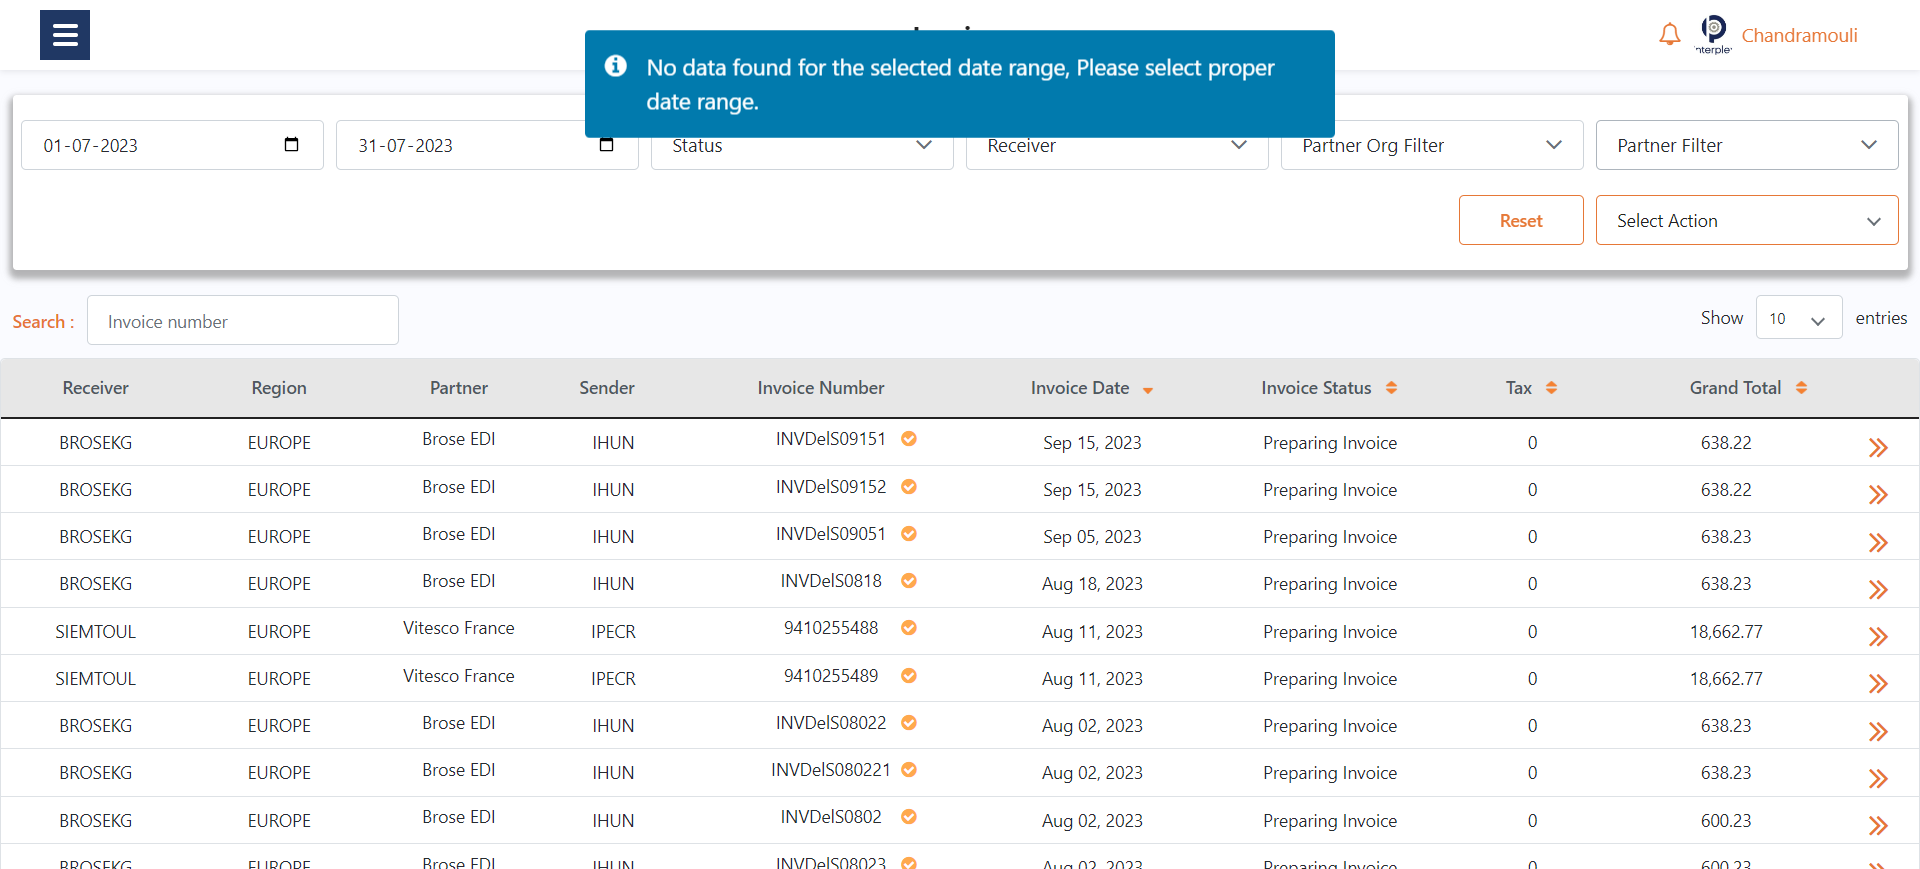 No data found for the selected date range, Please select proper
date range.
nterple
Chandramouli
01-07-2023 31-07-2023 Status Receiver Partner Org Filter Partner Filter
Reset Select Action
Search : Invoice number Show 10 entries
Receiver Region Partner Sender Invoice Number Invoice Date Invoice Status Tax Grand Total
BROSEKG EUROPE Brose EDI IHUN INVDelS09151 Sep 15, 2023 Preparing Invoice 0 638.22
BROSEKG EUROPE Brose EDI IHUN INVDelS09152 Sep 15, 2023 Preparing Invoice 0 638.22
BROSEKG EUROPE Brose EDI IHUN INVDelS09051 Sep 05, 2023 Preparing Invoice 0 638.23
BROSEKG EUROPE Brose EDI IHUN INVDelS0818 Aug 18, 2023 Preparing Invoice 0 638.23
SIEMTOUL EUROPE Vitesco France IPECR 9410255488 Aug 11, 2023 Preparing Invoice 0 18,662.77
SIEMTOUL EUROPE Vitesco France IPECR 9410255489 Aug 11, 2023 Preparing Invoice 0 18,662.77
BROSEKG EUROPE Brose EDI IHUN INVDelS08022 Aug 02, 2023 Preparing Invoice 0 638.23
BROSEKG EUROPE Brose EDI IHUN INVDelS080221 Aug 02, 2023 Preparing Invoice 0 638.23
BROSEKG EUROPE Brose EDI IHUN INVDelS0802 Aug 02, 2023 Preparing Invoice 0 600.23
BROSEKG EUROPE Brose EDI IHUN INVDelS08023 Aug 02, 2023 Preparing Invoice 0 600.23